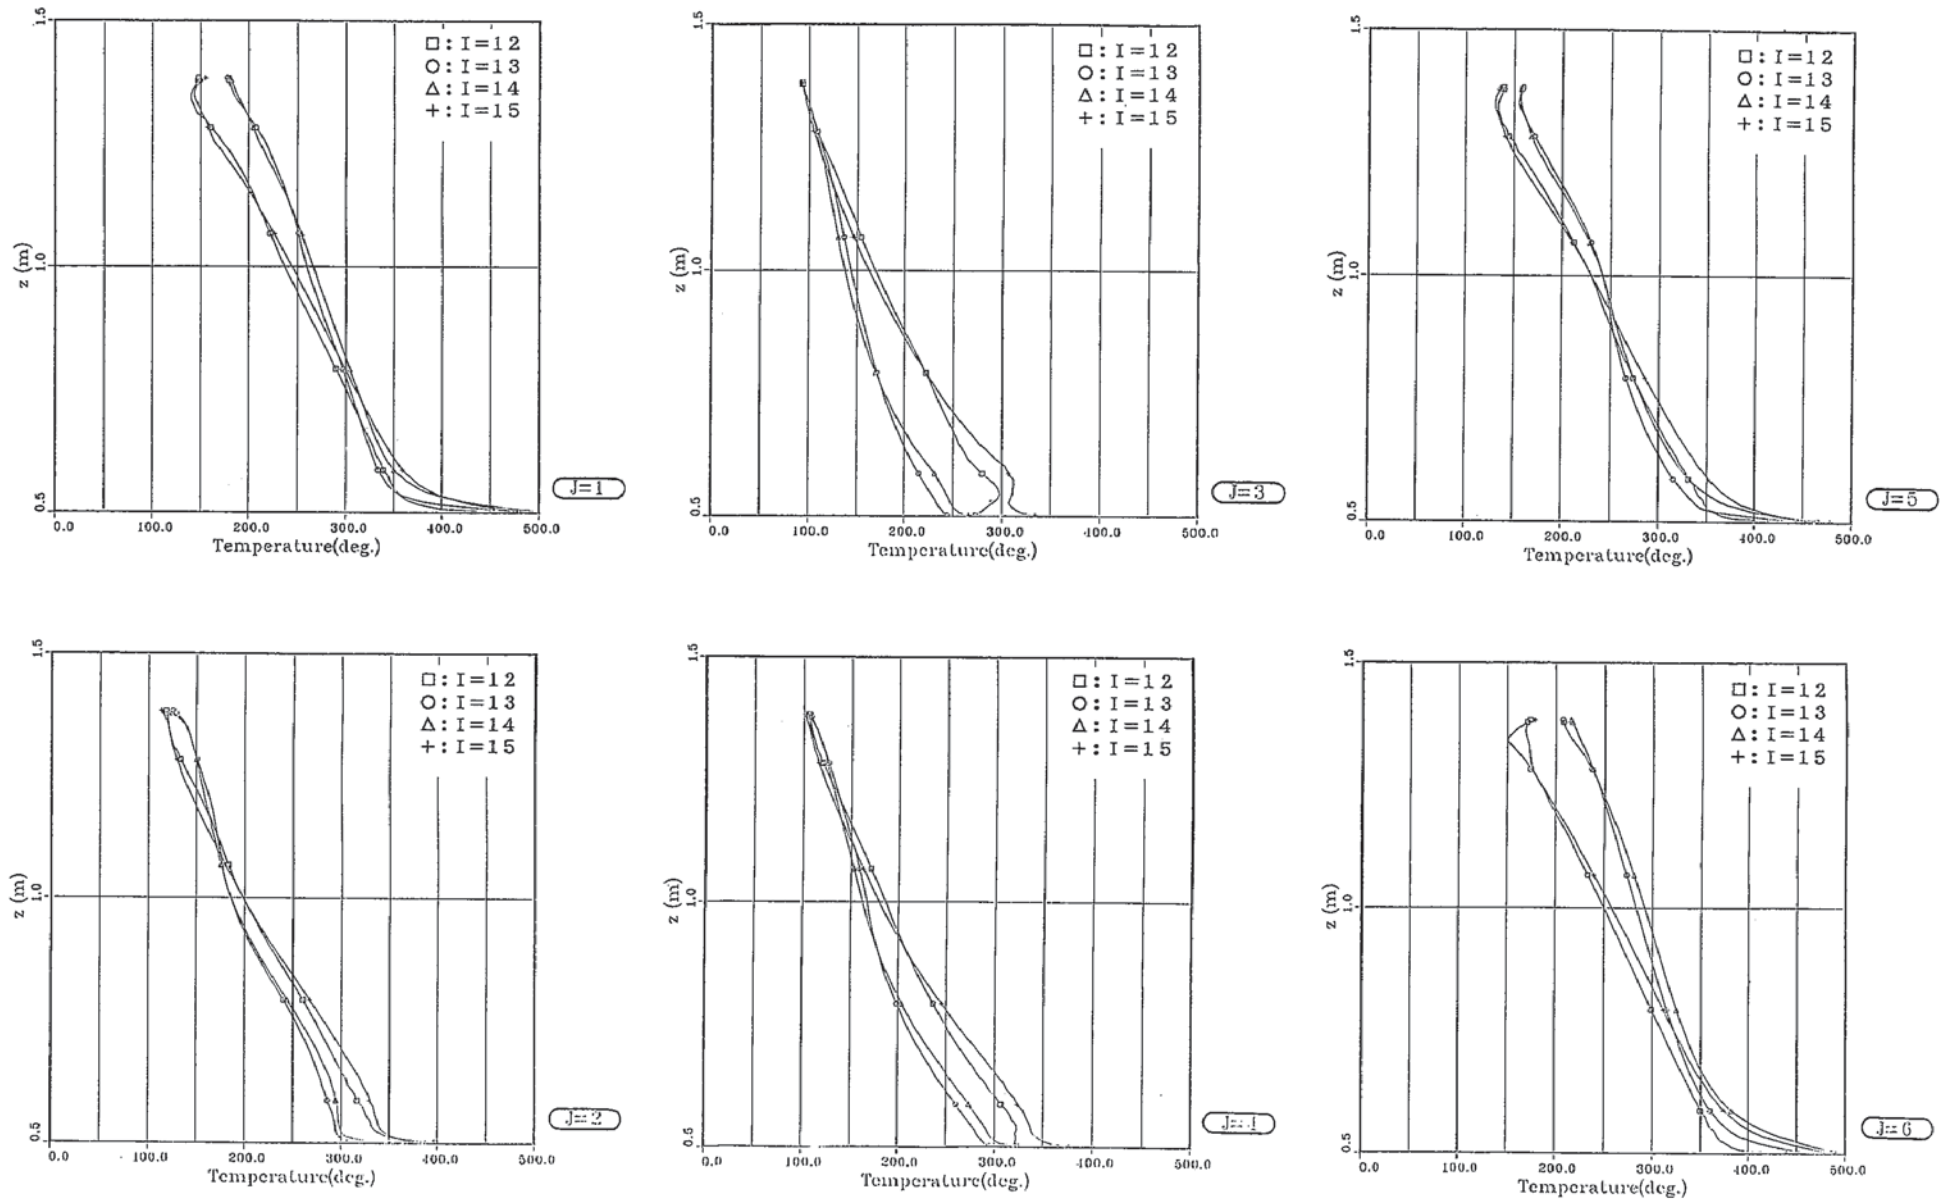 1.5
□: I=12
○: I=13
△: I=14
+: I=15
z (m)
1.0
0.5
0.0 100.0 200.0 300.0 400.0 500.0
Temperature(deg.)
J=1
1.5
□: I=12
○: I=13
△: I=14
+: I=15
z (m)
1.0
0.5
0.0 100.0 200.0 300.0 400.0 500.0
Temperature(deg.)
J=3
1.5
□: I=12
○: I=13
△: I=14
+: I=15
z (m)
1.0
0.5
0.0 100.0 200.0 300.0 400.0 500.0
Temperature(deg.)
J=5
1.5
□: I=12
○: I=13
△: I=14
+: I=15
z (m)
1.0
0.5
0.0 100.0 200.0 300.0 400.0 500.0
Temperature(deg.)
J=2
1.5
□: I=12
○: I=13
△: I=14
+: I=15
z (m)
1.0
0.5
0.0 100.0 200.0 300.0 400.0 500.0
Temperature(deg.)
J=4
1.5
□: I=12
○: I=13
△: I=14
+: I=15
z (m)
1.0
0.5
0.0 100.0 200.0 300.0 400.0 500.0
Temperature(deg.)
J=6